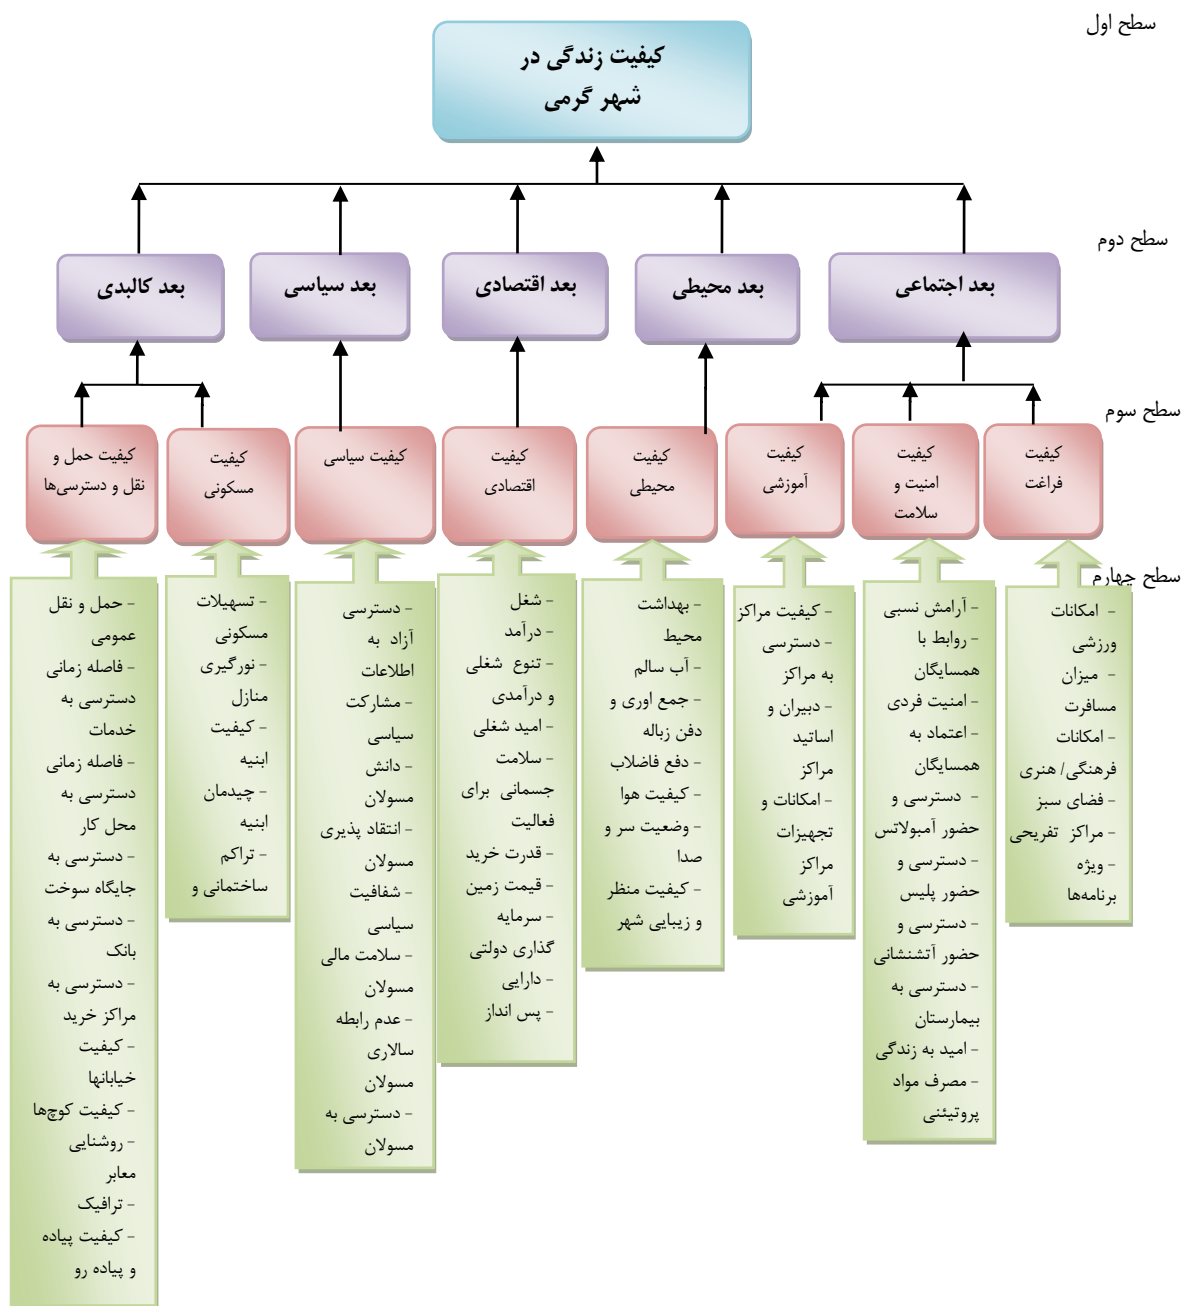 سطح اول
کیفیت زندگی در
شهر گرمی
سطح دوم
بعد اجتماعی
بعد محیطی
بعد اقتصادی
بعد سیاسی
بعد کالبدی
سطح سوم
کیفیت
فراغت
کیفیت
امنیت و
سلامت
کیفیت
آموزشی
کیفیت
محیطی
کیفیت
اقتصادی
کیفیت سیاسی
کیفیت
مسکونی
کیفیت حمل و
نقل و دسترسی‌ها
سطح چهارم
- امکانات
ورزشی
- میزان
مسافرت
- امکانات
فرهنگی/ هنری
- فضای سبز
- مراکز تفریحی
- ویژه
برنامه‌ها
- آرامش نسبی
- روابط با
همسایگان
- امنیت فردی
- اعتماد به
همسایگان
- دسترسی و
حضور آمبولاتس
- دسترسی و
حضور پلیس
- دسترسی و
حضور آتشنشانی
- دسترسی به
بیمارستان
- امید به زندگی
- مصرف مواد
پروتیئنی
- کیفیت مراکز
- دسترسی
به مراکز
- دبیران و
اساتید
مراکز
- امکانات و
تجهیزات
مراکز
آموزشی
- بهداشت
محیط
- آب سالم
- جمع اوری و
دفن زباله
- دفع فاضلاب
- کیفیت هوا
- وضعیت سر و
صدا
- کیفیت منظر
و زیبایی شهر
- شغل
- درآمد
- تنوع شغلی
و درآمدی
- امید شغلی
- سلامت
جسمانی برای
فعالیت
- قدرت خرید
- قیمت زمین
- سرمایه
گذاری دولتی
- دارایی
- پس انداز
- دسترسی
آزاد به
اطلاعات
- مشارکت
سیاسی
- دانش
مسولان
- انتقاد پذیری
مسولان
- شفافیت
سیاسی
- سلامت مالی
مسولان
- عدم رابطه
سالاری
مسولان
- دسترسی به
مسولان
- تسهیلات
مسکونی
- نورگیری
منازل
- کیفیت
ابنیه
- چیدمان
ابنیه
- تراکم
ساختمانی و
- حمل و نقل
عمومی
- فاصله زمانی
دسترسی به
خدمات
- فاصله زمانی
دسترسی به
محل کار
- دسترسی به
جایگاه سوخت
- دسترسی به
بانک
- دسترسی به
مراکز خرید
- کیفیت
خیابانها
- کیفیت کوچ‌ها
- روشنایی
معابر
- ترافیک
- کیفیت پیاده
و پیاده رو